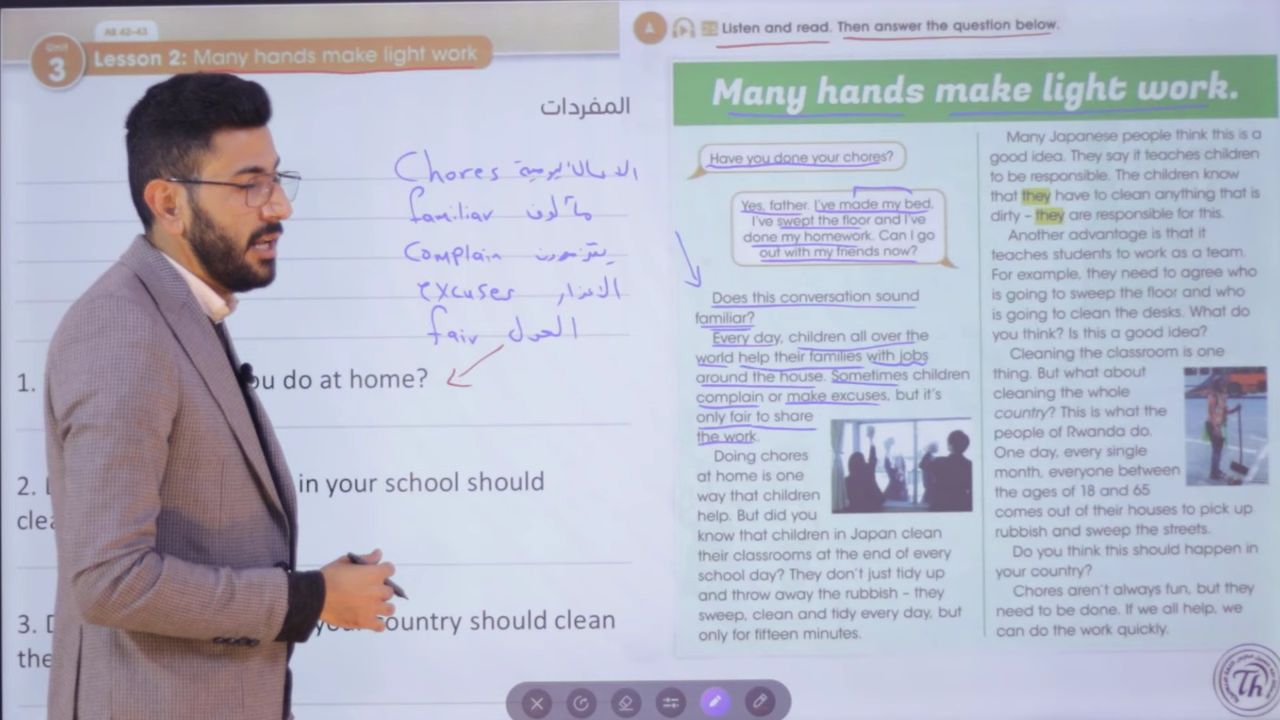 AB 42-43
Unit
3
Lesson 2: Many hands make light work
المفردات
Chores
familiar مألوف
Complain
excuses الاعذار
fair العدل
1.
ou do at home?
2.
in your school should
clea
3. D
your country should clean
the
A
Listen and read. Then answer the question below.
Many hands make light work.
Have you done your chores?
Yes, father. I've made my bed,
I've swept the floor and I've
done my homework. Can I go
out with my friends now?
Does this conversation sound
familiar?
Every day, children all over the
world help their families with jobs
around the house. Sometimes children
complain or make excuses, but it's
only fair to share
the work.
Doing chores
at home is one
way that children
help. But did you
know that children in Japan clean
their classrooms at the end of every
school day? They don't just tidy up
and throw away the rubbish – they
sweep, clean and tidy every day, but
only for fifteen minutes.
Many Japanese people think this is a
good idea. They say it teaches children
to be responsible. The children know
that they have to clean anything that is
dirty – they are responsible for this.
Another advantage is that it
teaches students to work as a team.
For example, they need to agree who
is going to sweep the floor and who
is going to clean the desks. What do
you think? Is this a good idea?
Cleaning the classroom is one
thing. But what about
cleaning the whole
country? This is what the
people of Rwanda do.
One day, every single
month, everyone between
the ages of 18 and 65
comes out of their houses to pick up
rubbish and sweep the streets.
Do you think this should happen in
your country?
Chores aren't always fun, but they
need to be done. If we all help, we
can do the work quickly.
Th